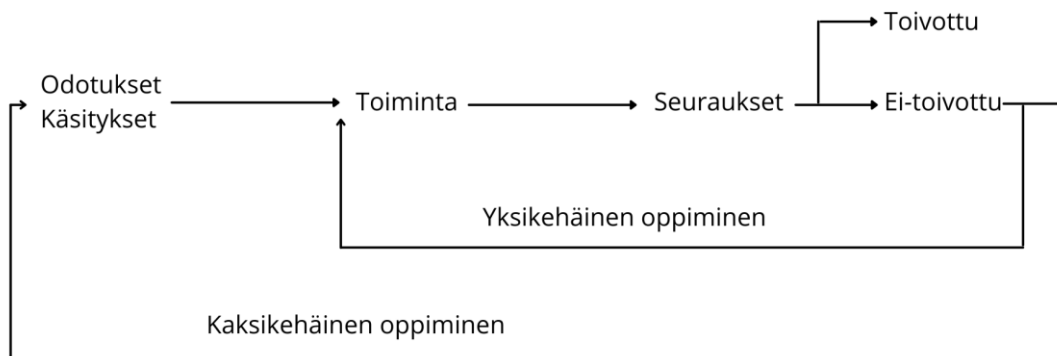 Toivottu
Odotukset
Käsitykset
Toiminta
Seuraukset
Ei-toivottu
Yksikehäinen oppiminen
Kaksikehäinen oppiminen